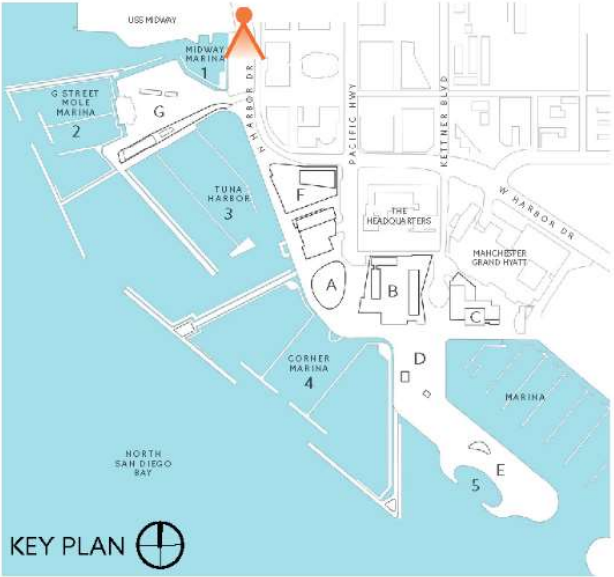 USS MIDWAY
MIDWAY
MARINA
1
G STREET
MOLE
MARINA
2
G
N HARBOR DR
PACIFIC HWY
KETTNER BLVD
TUNA
HARBOR
3
F
THE
HEADQUARTERS
W HARBOR DR
MANCHESTER
GRAND HYATT
A
B
C
D
CORNER
MARINA
4
MARINA
NORTH
SAN DIEGO
BAY
E
5
KEY PLAN